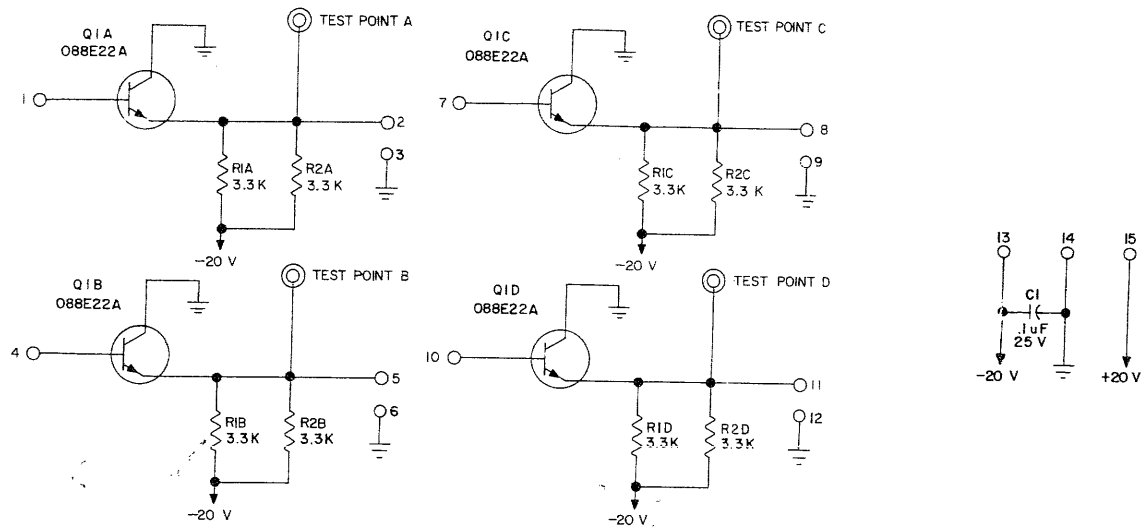 Q1A
088E22A
TEST POINT A
1
2
3
R1A
3.3K
R2A
3.3K
-20 V
Q1C
088E22A
TEST POINT C
7
8
9
R1C
3.3K
R2C
3.3K
-20 V
Q1B
088E22A
TEST POINT B
4
5
6
R1B
3.3K
R2B
3.3K
-20 V
Q1D
088E22A
TEST POINT D
10
11
12
R1D
3.3K
R2D
3.3K
-20 V
13
14
15
C1
.1uF
25V
-20 V
+20 V